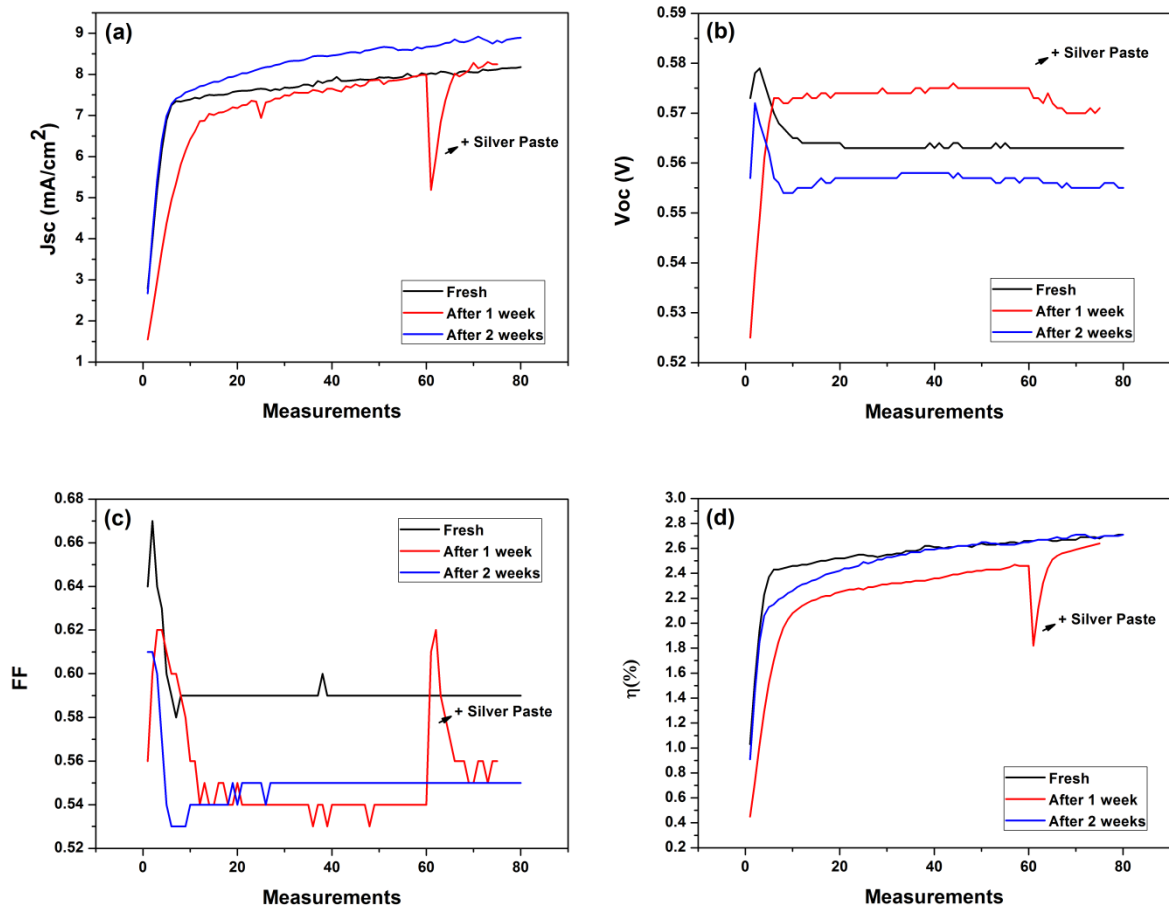 (a)
9
8
7
6
5
4
3
2
1
Jsc (mA/cm²)
+ Silver Paste
Fresh
After 1 week
After 2 weeks
0 20 40 60 80
Measurements
(b)
0.58
0.57
0.56
0.55
0.54
0.53
0.52
Voc (V)
+ Silver Paste
Fresh
After 1 week
After 2 weeks
0 20 40 60 80
Measurements
(c)
0.68
0.66
0.64
0.62
0.60
0.58
0.56
0.54
0.52
FF
Fresh
After 1 week
After 2 weeks
+ Silver Paste
0 20 40 60 80
Measurements
(d)
3.0
2.8
2.6
2.4
2.2
2.0
1.8
1.6
1.4
1.2
1.0
0.8
0.6
0.4
0.2
η(%)
+ Silver Paste
Fresh
After 1 week
After 2 weeks
0 20 40 60 80
Measurements